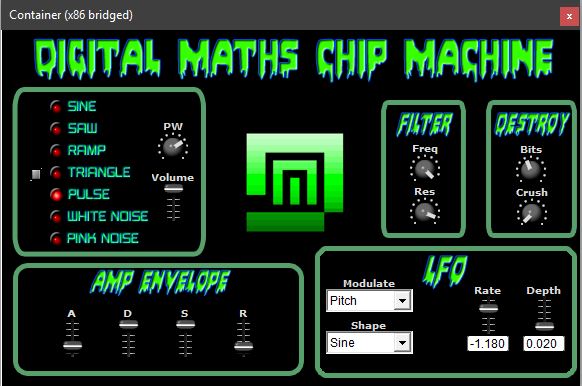 Container (x86 bridged)
x
DIGITAL MATHS CHIP MACHINE
SINE
SAW
RAMP
TRIANGLE
PULSE
WHITE NOISE
PINK NOISE
PW
Volume
FILTER
Freq
Res
DESTROY
Bits
Crush
AMP ENVELOPE
A D S R
LFO
Modulate
Pitch
Shape
Sine
Rate Depth
-1.180 0.020